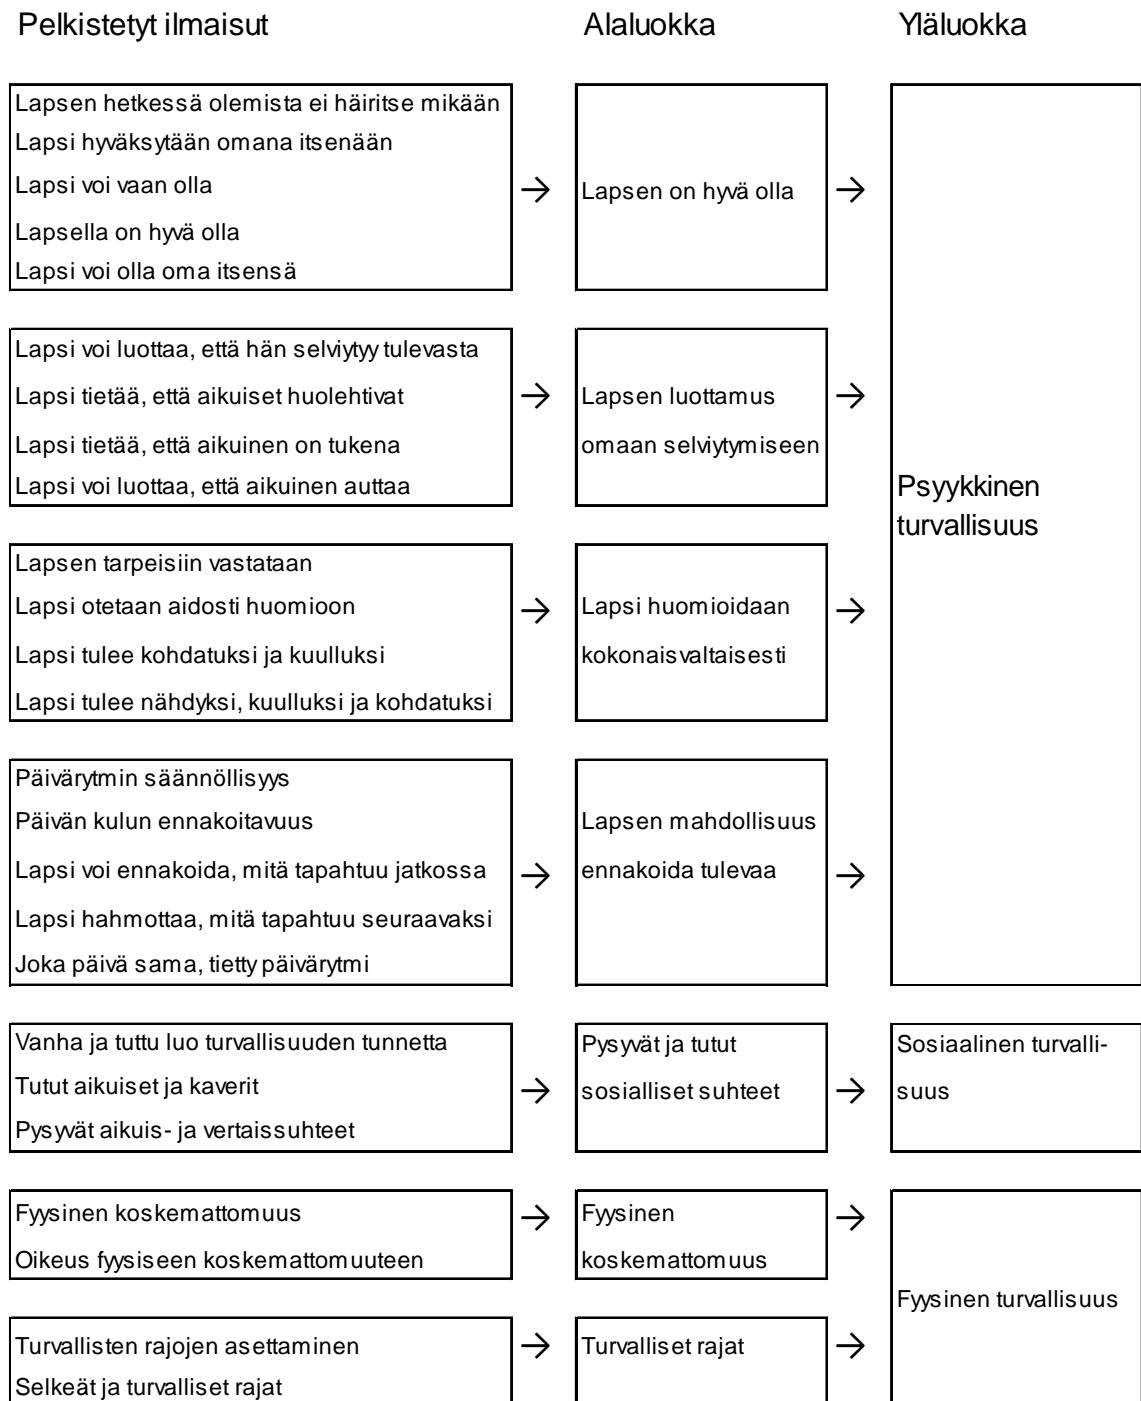 Pelkistetyt ilmaisut
Alaluokka
Yläluokka
Lapsen hetkessä olemista ei häiritse mikään
Lapsi hyväksytään omana itsenään
Lapsi voi vaan olla
Lapsella on hyvä olla
Lapsi voi olla oma itsensä
→
Lapsen on hyvä olla
→
Lapsi voi luottaa, että hän selviytyy tulevasta
Lapsi tietää, että aikuiset huolehtivat
Lapsi tietää, että aikuinen on tukena
Lapsi voi luottaa, että aikuinen auttaa
→
Lapsen luottamus
omaan selviytymiseen
→
Lapsen tarpeisiin vastataan
Lapsi otetaan aidosti huomioon
Lapsi tulee kohdatuksi ja kuulluksi
Lapsi tulee nähdyksi, kuulluksi ja kohdatuksi
→
Lapsi huomioidaan
kokonaisvaltaisesti
→
Päivärytmin säännöllisyys
Päivän kulun ennakoitavuus
Lapsi voi ennakoida, mitä tapahtuu jatkossa
Lapsi hahmottaa, mitä tapahtuu seuraavaksi
Joka päivä sama, tietty päivärytmi
→
Lapsen mahdollisuus
ennakoida tulevaa
→
Psyykkinen
turvallisuus
Vanha ja tuttu luo turvallisuuden tunnetta
Tutut aikuiset ja kaverit
Pysyvät aikuis- ja vertaissuhteet
→
Pysyvät ja tutut
sosialliset suhteet
→
Sosiaalinen turvalli-
suus
Fyysinen koskemattomuus
Oikeus fyysiseen koskemattomuuteen
→
Fyysinen
koskemattomuus
→
Turvallisten rajojen asettaminen
Selkeät ja turvalliset rajat
→
Turvalliset rajat
→
Fyysinen turvallisuus